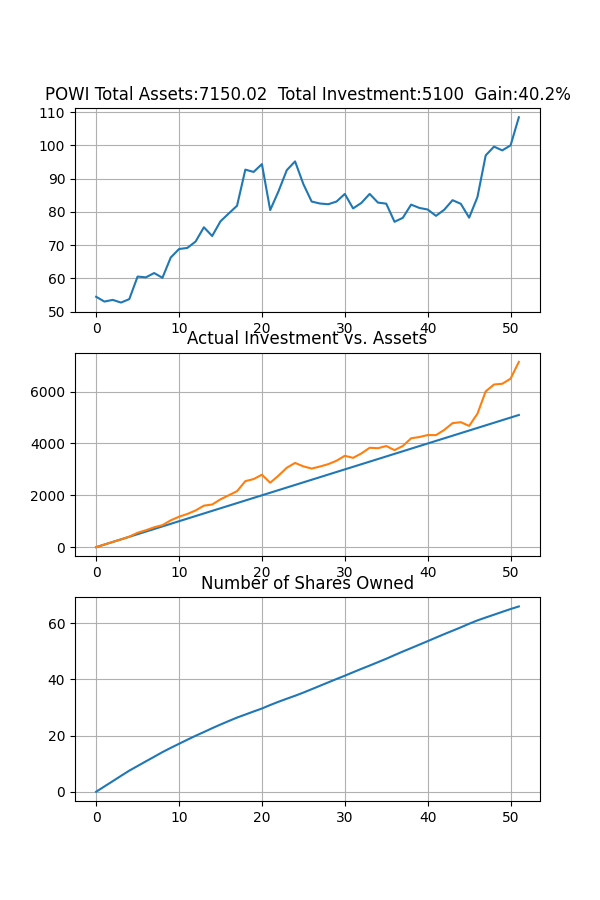 POWI Total Assets:7150.02  Total Investment:5100  Gain:40.2%
110
100
90
80
70
60
50
0 10 20 30 40 50
Actual Investment vs. Assets
6000
4000
2000
0
0 10 20 30 40 50
Number of Shares Owned
60
40
20
0
0 10 20 30 40 50